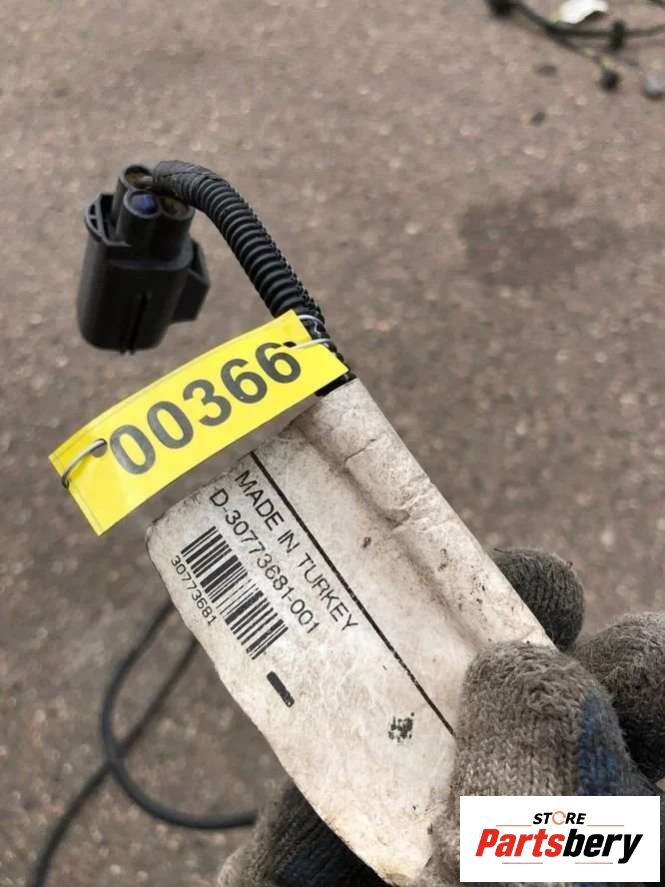 00366
MADE IN TURKEY
D-30773681-001
30773681
STORE
Partsbery